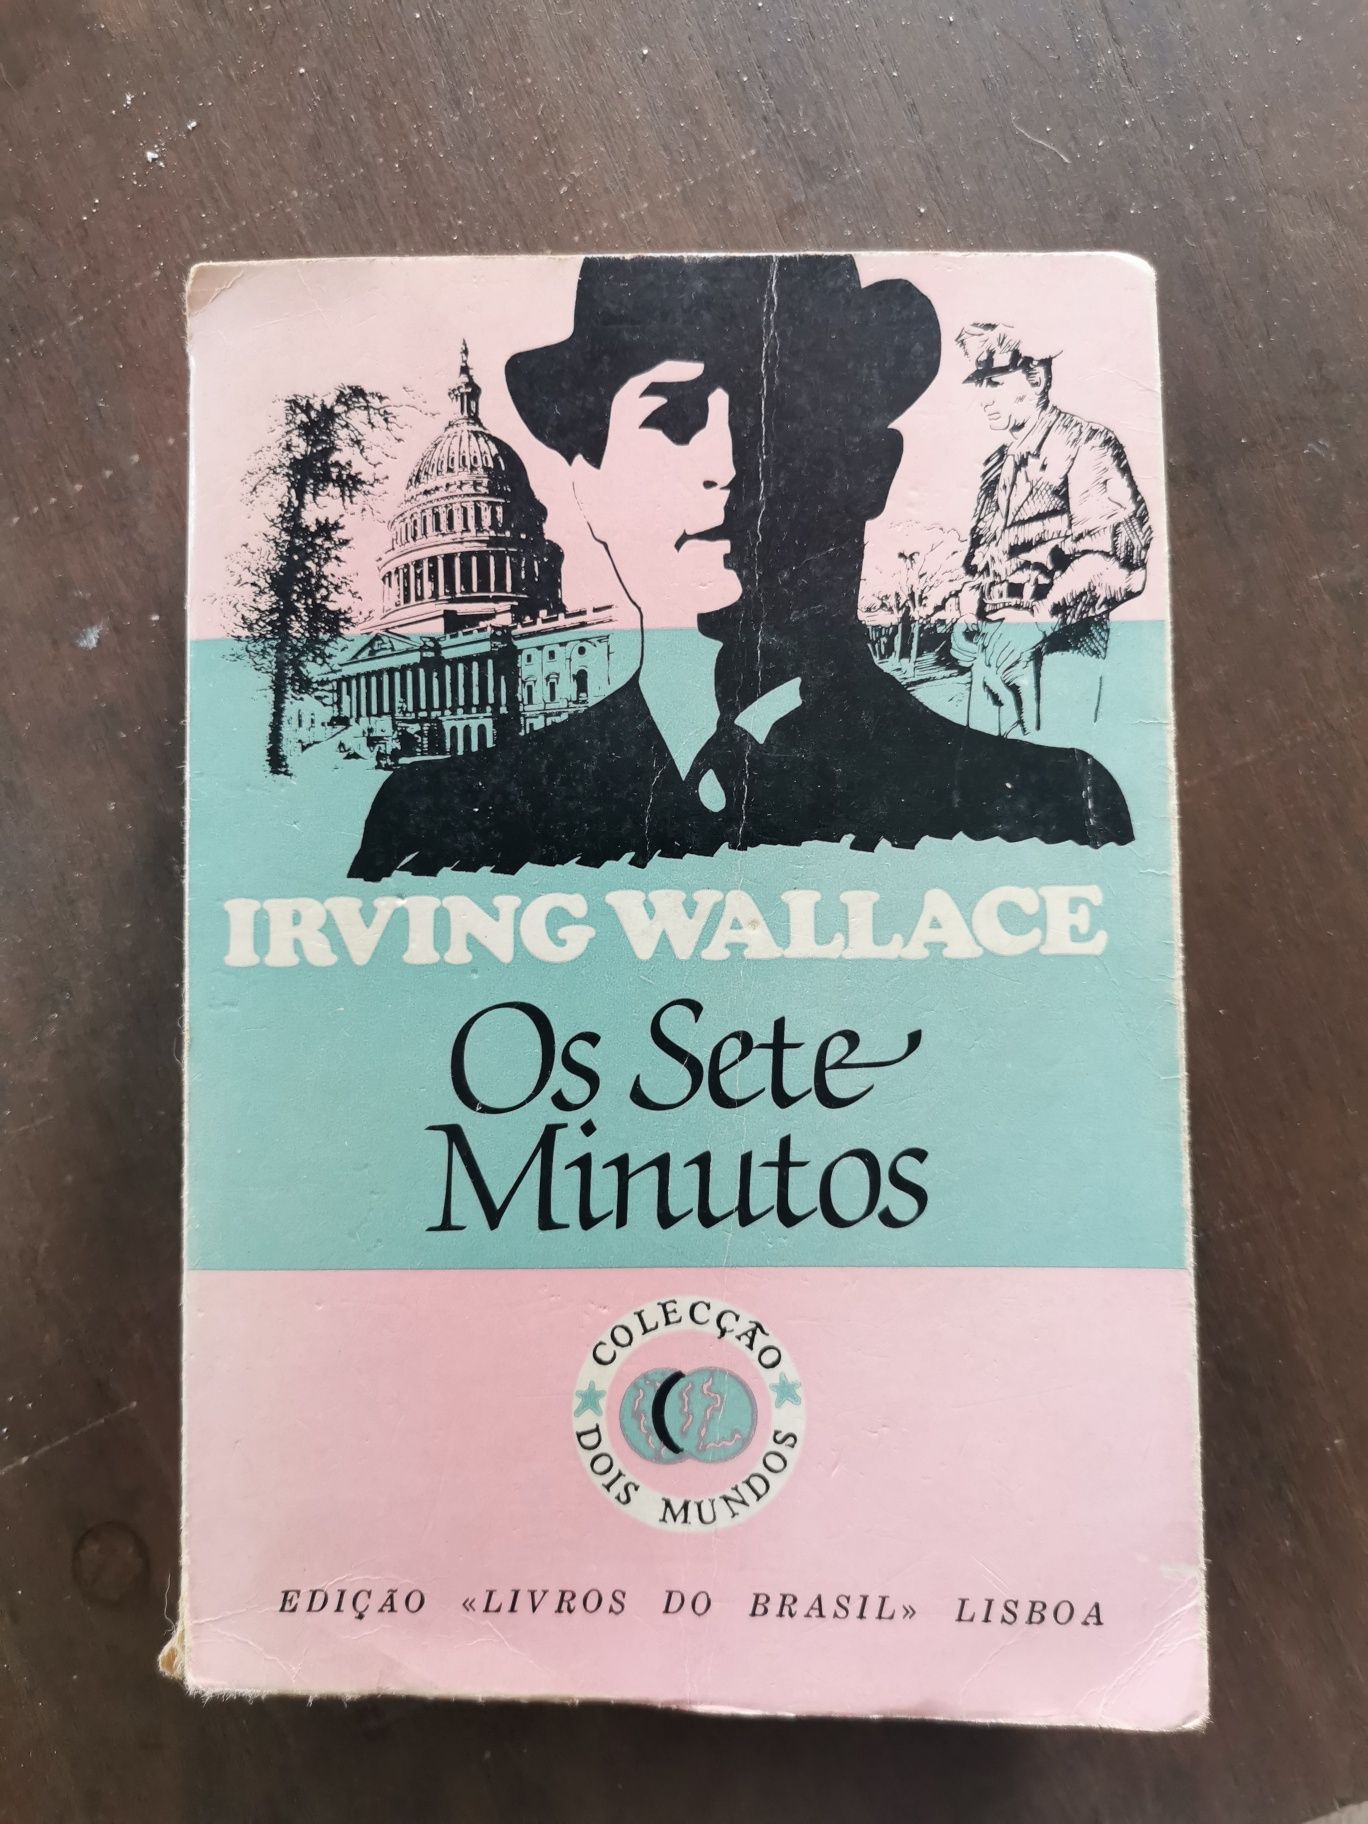 IRVING WALLACE
Os Sete
Minutos
COLECÇÃO
DOIS MUNDOS
EDIÇÃO «LIVROS DO BRASIL» LISBOA